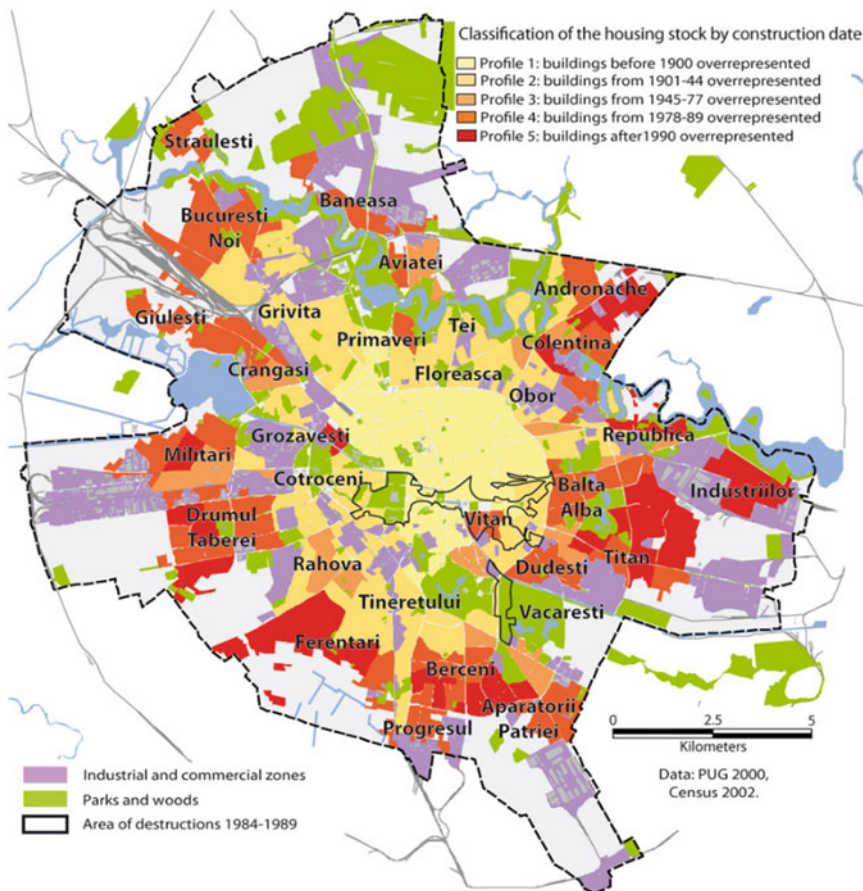 Classification of the housing stock by construction date
Profile 1: buildings before 1900 overrepresented
Profile 2: buildings from 1901-44 overrepresented
Profile 3: buildings from 1945-77 overrepresented
Profile 4: buildings from 1978-89 overrepresented
Profile 5: buildings after1990 overrepresented
Straulesti
Baneasa
Bucuresti
Noi
Aviatei
Andronache
Giulesti
Grivita
Primaveri
Tei
Colentina
Crangasi
Floreasca
Obor
Grozavesti
Republica
Militari
Cotroceni
Balta
Alba
Industriilor
Drumul
Taberei
Vitan
Titan
Rahova
Dudesti
Tineretului
Vacaresti
Ferentari
Berceni
Aparatorii
Patriei
Progresul
0 2.5 5
Kilometers
Data: PUG 2000,
Census 2002.
Industrial and commercial zones
Parks and woods
Area of destructions 1984-1989